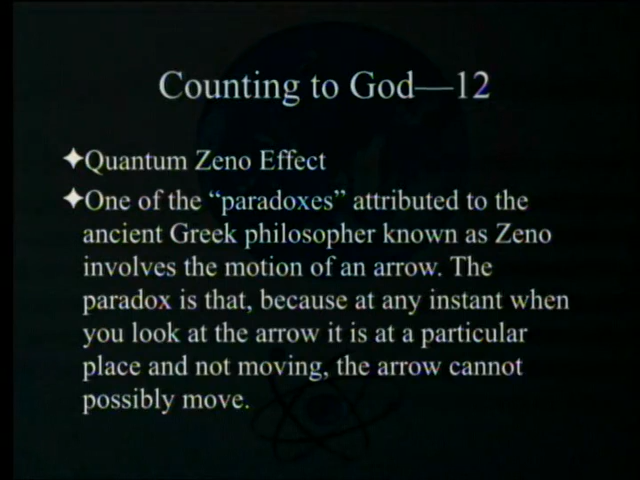 Counting to God—12
✦Quantum Zeno Effect
✦One of the “paradoxes” attributed to the
ancient Greek philosopher known as Zeno
involves the motion of an arrow. The
paradox is that, because at any instant when
you look at the arrow it is at a particular
place and not moving, the arrow cannot
possibly move.